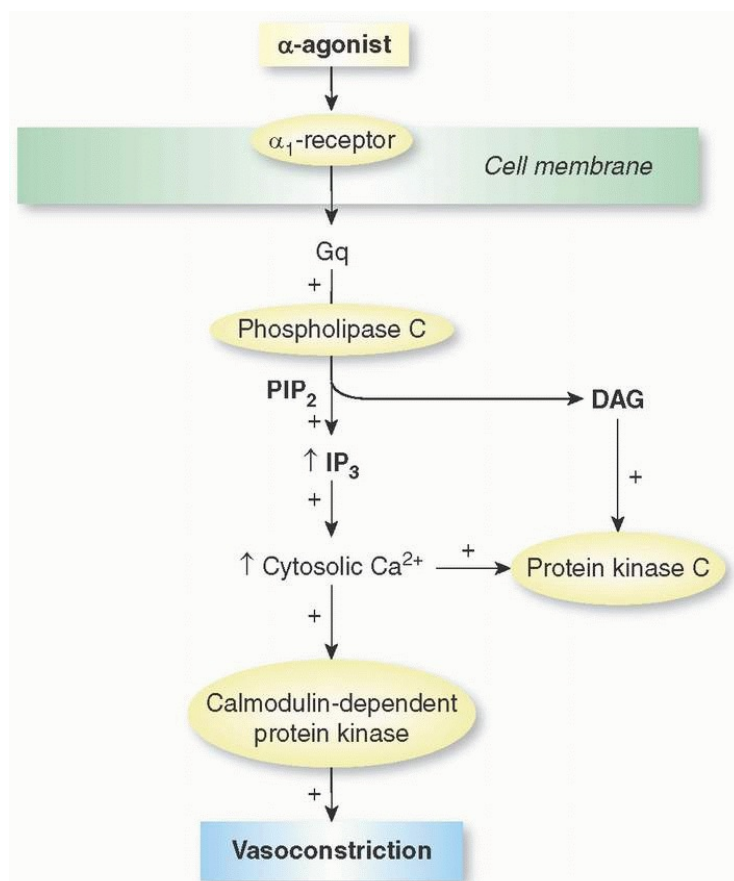 α-agonist
α₁-receptor
Cell membrane
Gq
+
Phospholipase C
PIP₂
DAG
+
↑ IP₃
+
+
↑ Cytosolic Ca²⁺
+
Protein kinase C
+
Calmodulin-dependent
protein kinase
+
Vasoconstriction